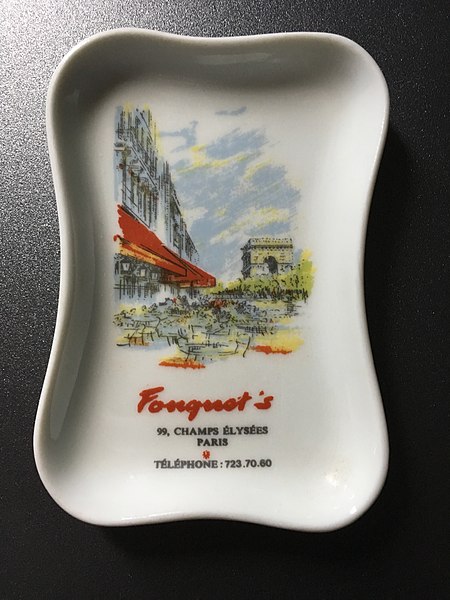 Fouquet's
99, CHAMPS ÉLYSÉES
PARIS
TÉLÉPHONE : 723.70.60